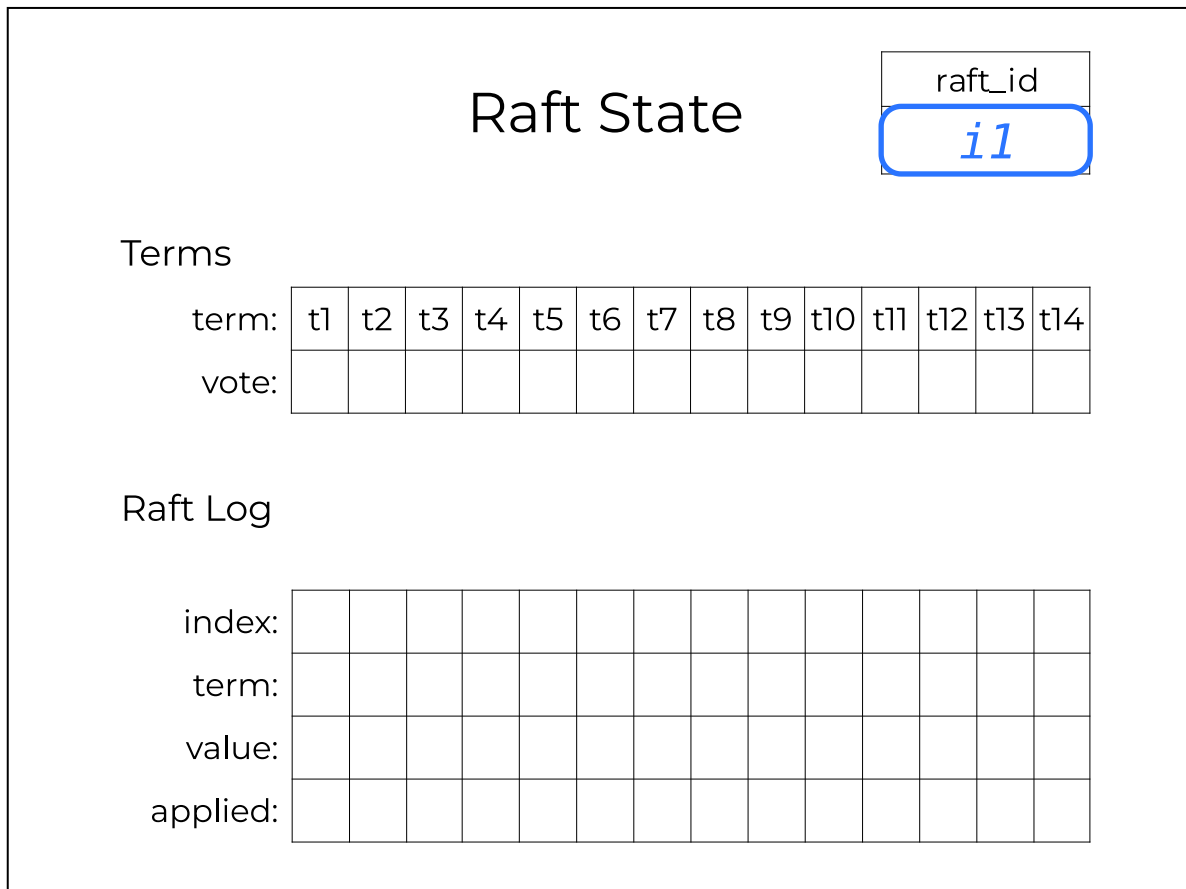 raft_id
Raft State
i1
Terms
term: t1 t2 t3 t4 t5 t6 t7 t8 t9 t10 t11 t12 t13 t14
vote:
Raft Log
index:
term:
value:
applied: